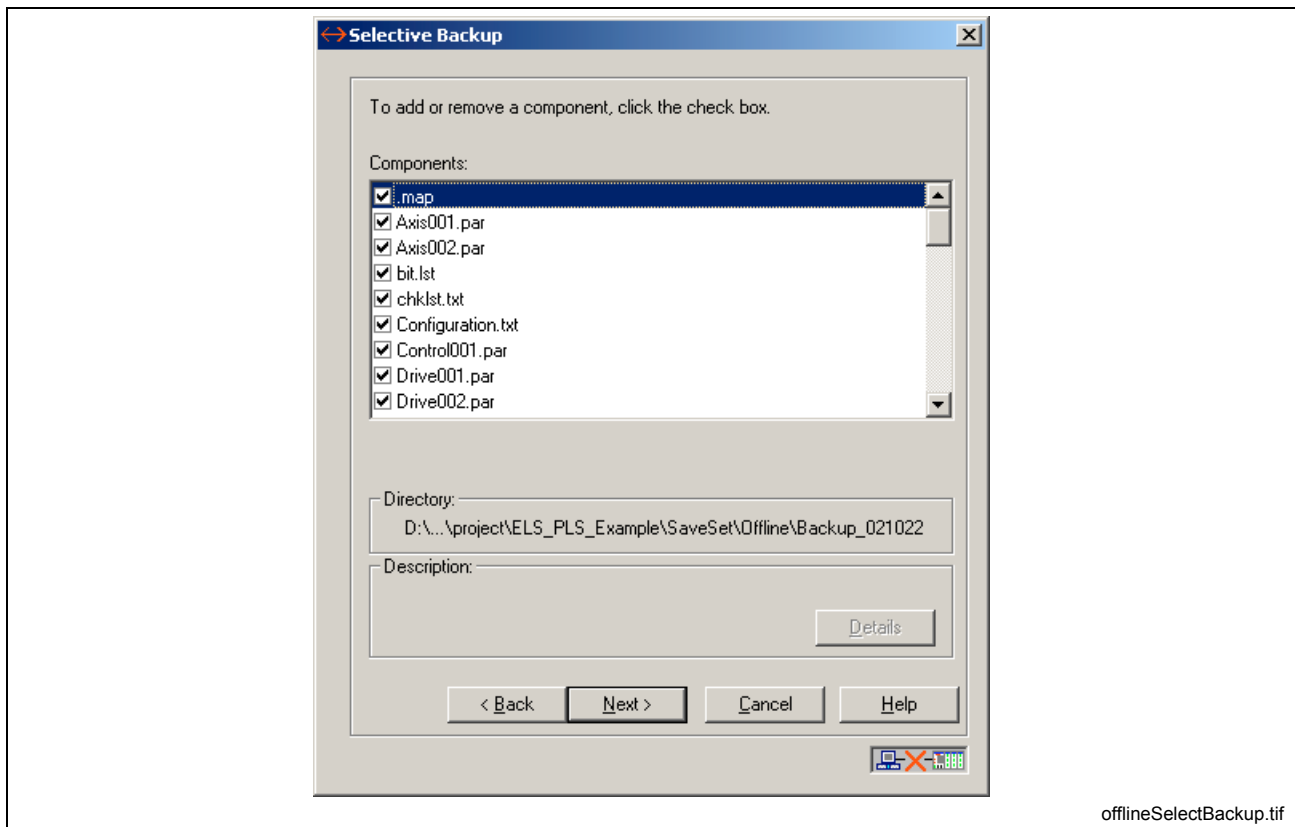 Selective Backup
To add or remove a component, click the check box.
Components:
.map
Axis001.par
Axis002.par
bit.lst
chklst.txt
Configuration.txt
Control001.par
Drive001.par
Drive002.par
Directory:
D:\...\project\ELS_PLS_Example\SaveSet\Offline\Backup_021022
Description:
Details
< Back Next > Cancel Help
offlineSelectBackup.tif